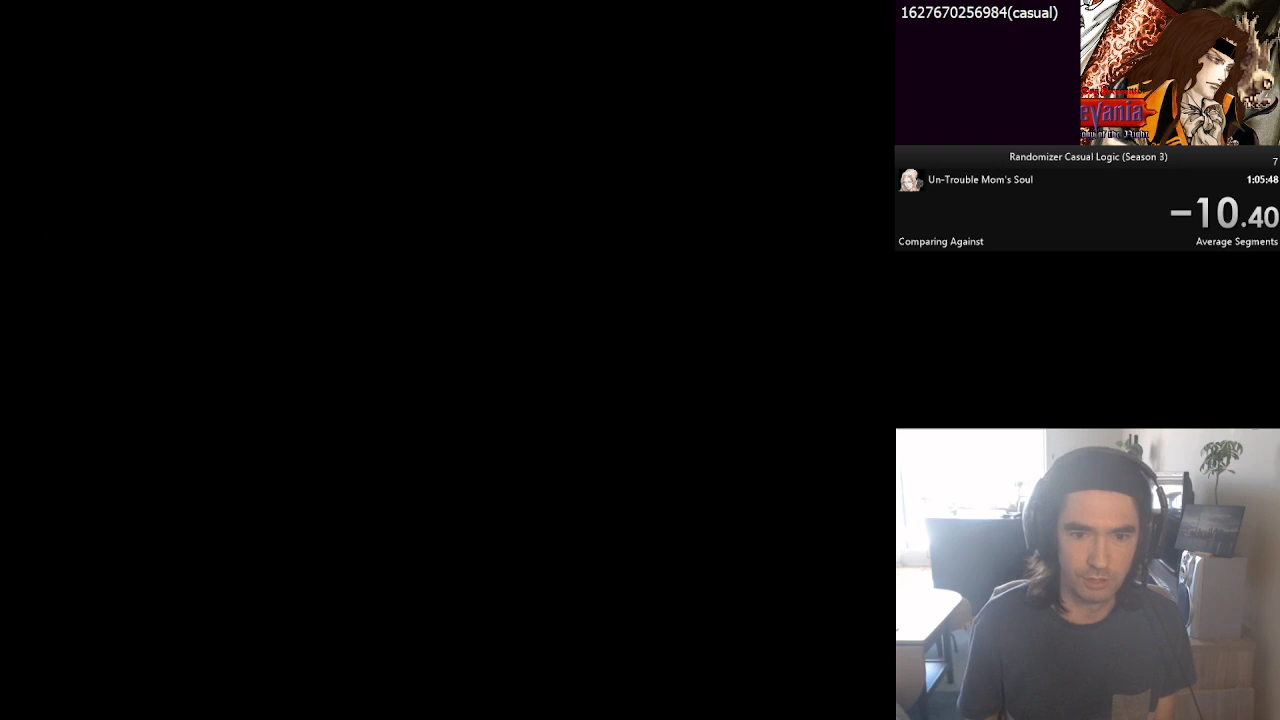 1627670256984(casual)
evania
Randomizer Casual Logic (Season 3)
7
Un-Trouble Mom's Soul 1:05:48
−10.40
Comparing Against Average Segments